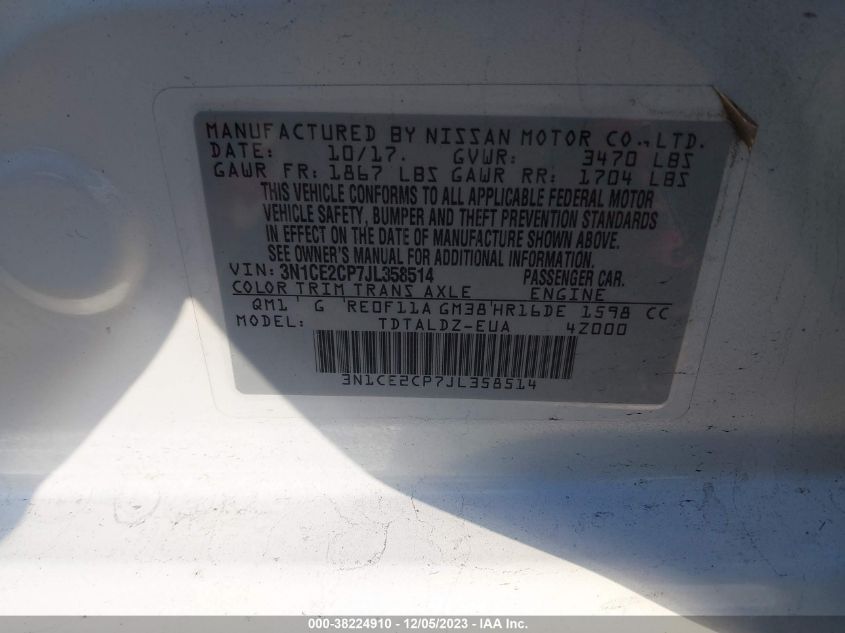 MANUFACTURED BY NISSAN MOTOR CO.,LTD.
DATE: 10/17. GVWR: 3470 LBS
GAWR FR: 1867 LBS GAWR RR: 1704 LBS
THIS VEHICLE CONFORMS TO ALL APPLICABLE FEDERAL MOTOR
VEHICLE SAFETY, BUMPER AND THEFT PREVENTION STANDARDS
IN EFFECT ON THE DATE OF MANUFACTURE SHOWN ABOVE.
SEE OWNER'S MANUAL FOR ADDITIONAL INFORMATION.
VIN: 3N1CE2CP7JL358514 PASSENGER CAR.
COLOR TRIM TRANS AXLE ENGINE
QM1 ' G 'RE0F11A GM38'HR16DE 1598 CC
MODEL: TDTALDZ-EUA 4Z000
3N1CE2CP7JL358514
000-38224910 - 12/05/2023 - IAA Inc.